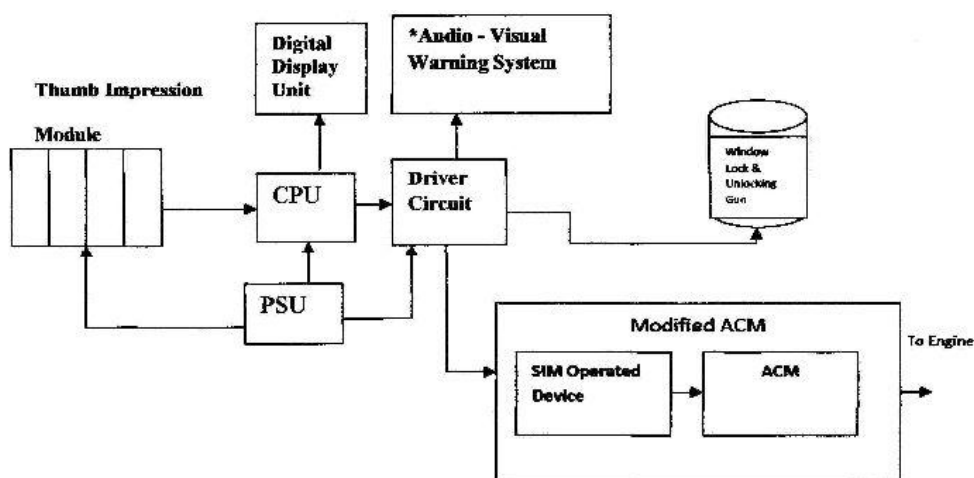 Digital
Display
Unit
*Audio - Visual
Warning System
Thumb Impression
Module
CPU
Driver
Circuit
Window
Lock &
Unlocking
Gun
PSU
Modified ACM
SIM Operated
Device
ACM
To Engine